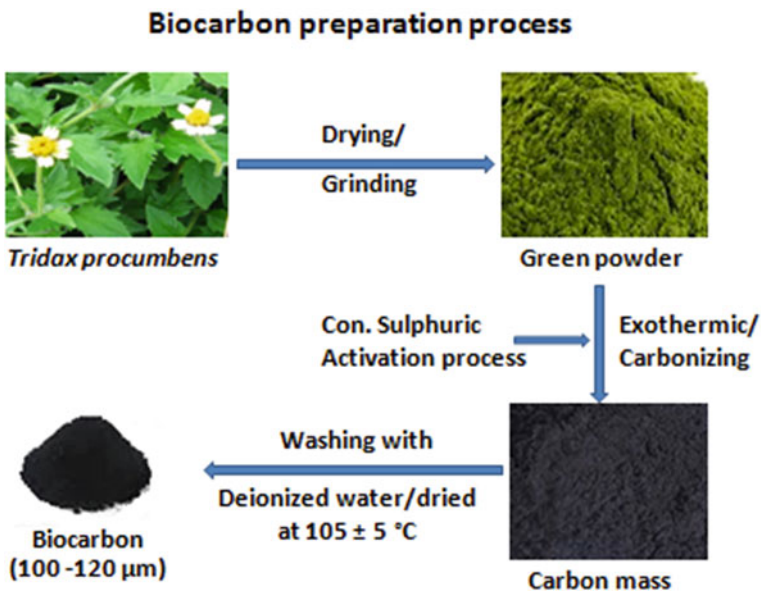 Biocarbon preparation process
Drying/
Grinding
Tridax procumbens
Green powder
Con. Sulphuric
Activation process
Exothermic/
Carbonizing
Washing with
Deionized water/dried
at 105 ± 5 °C
Biocarbon
(100 -120 µm)
Carbon mass